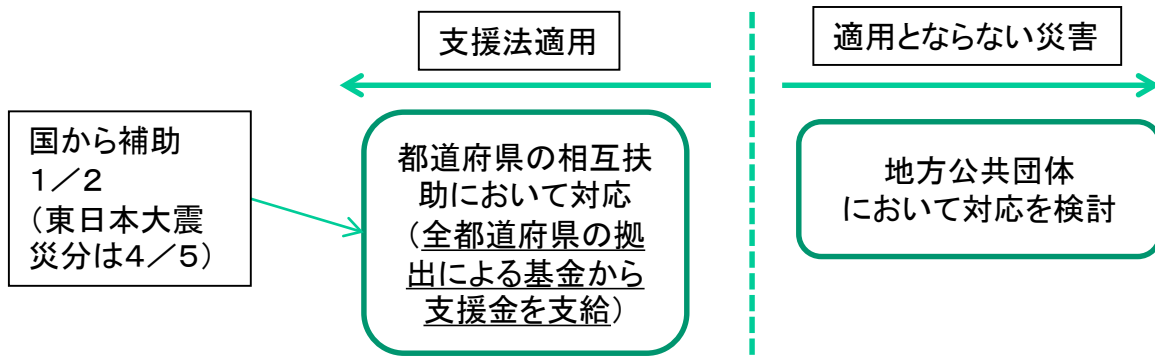 支援法適用
適用とならない災害
国から補助
１／２
（東日本大震
災分は４／５）
都道府県の相互扶
助において対応
（全都道府県の拠
出による基金から
支援金を支給）
地方公共団体
において対応を検討